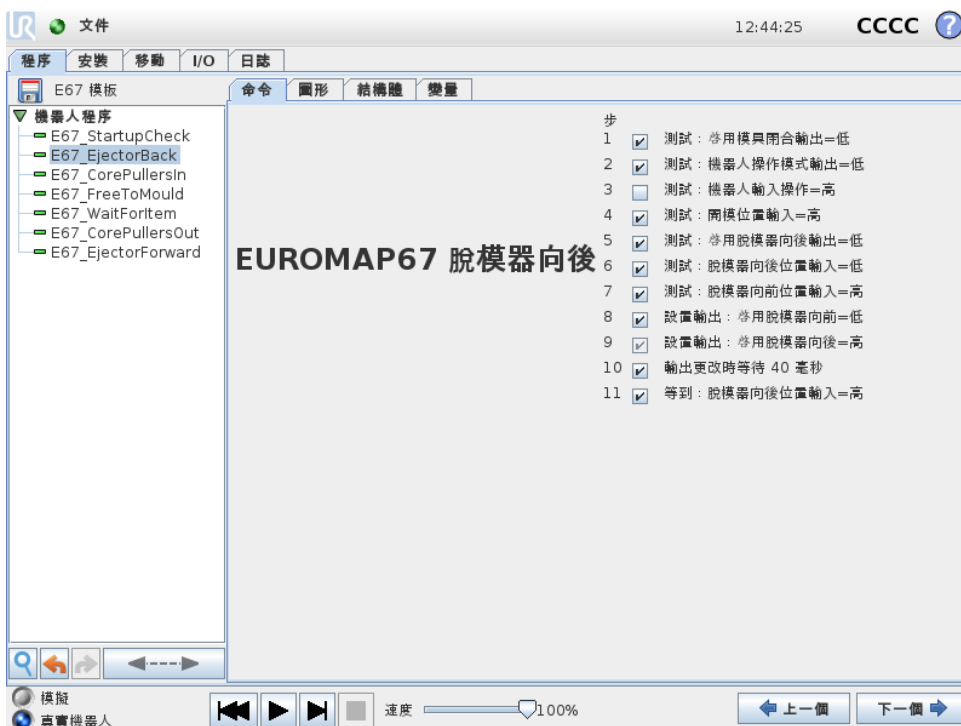 文件
12:44:25
CCCC
?
程序
安裝
移動
I/O
日誌
E67 模板
命令
圖形
結構體
變量
機器人程序
E67_StartupCheck
E67_EjectorBack
E67_CorePullersIn
E67_FreeToMould
E67_WaitForItem
E67_CorePullersOut
E67_EjectorForward
EUROMAP67 脫模器向後
步
1 測試：啓用模具閉合輸出=低
2 測試：機器人操作模式輸出=低
3 測試：機器人輸入操作=高
4 測試：開模位置輸入=高
5 測試：啓用脫模器向後輸出=低
6 測試：脫模器向後位置輸入=低
7 測試：脫模器向前位置輸入=高
8 設置輸出：啓用脫模器向前=低
9 設置輸出：啓用脫模器向後=高
10 輸出更改時等待 40 毫秒
11 等到：脫模器向後位置輸入=高
模擬
真實機器人
速度
100%
上一個
下一個